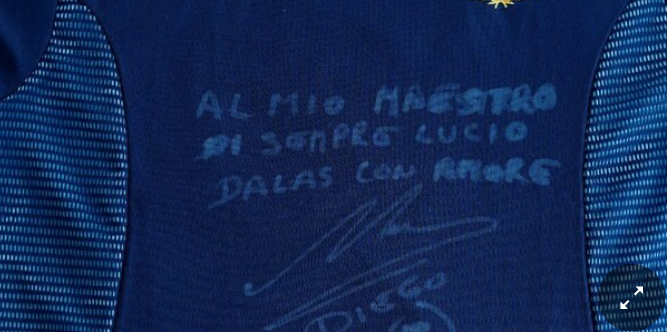 AL MIO MAESTRO
DI SEMPRE LUCIO
DALAS CON AMORE
DIEGO